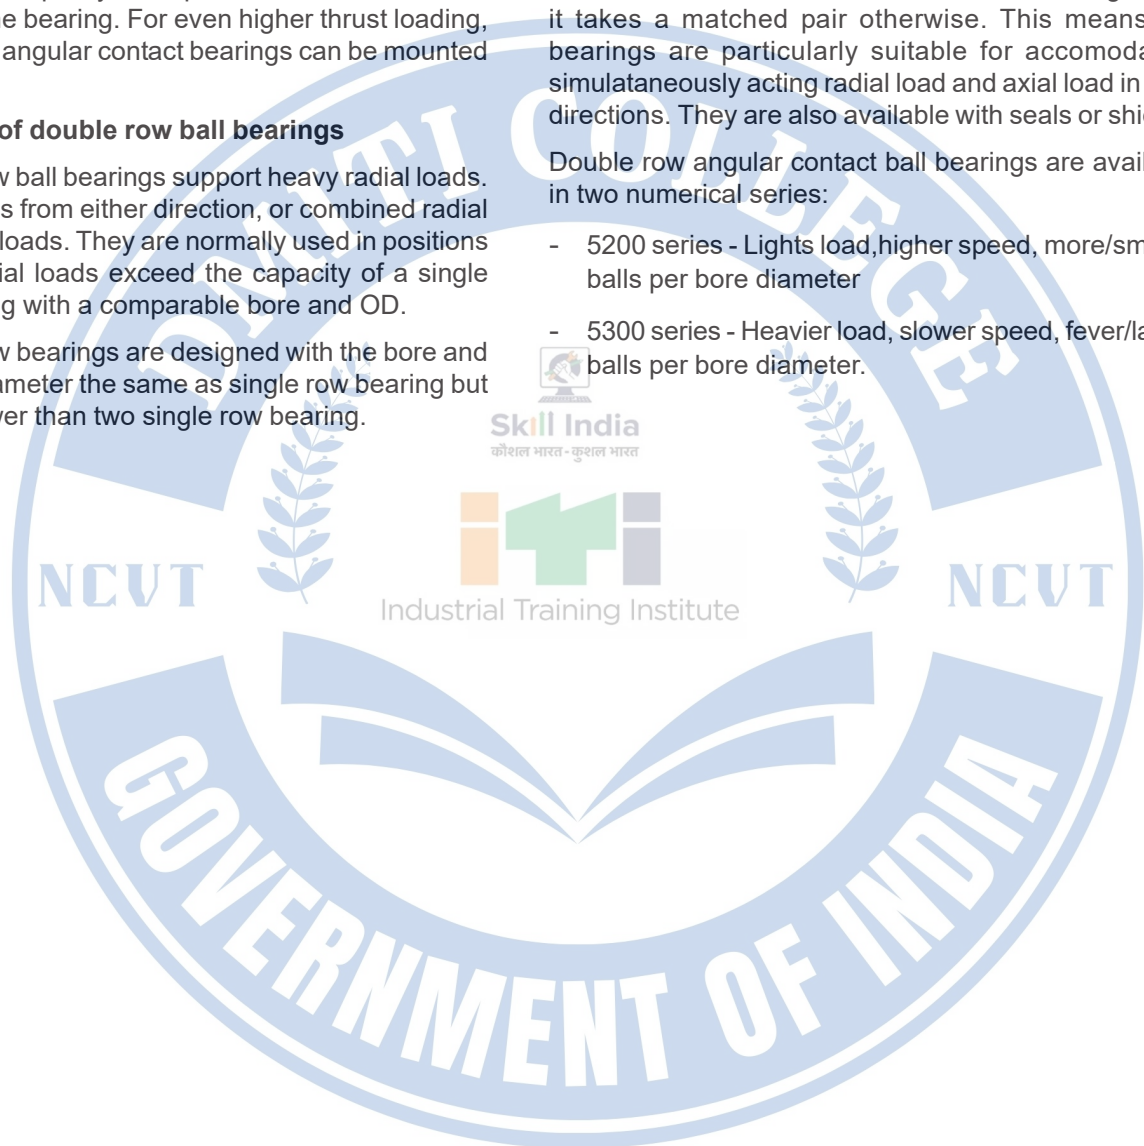 e bearing. For even higher thrust loading,
angular contact bearings can be mounted
of double row ball bearings
w ball bearings support heavy radial loads.
s from either direction, or combined radial
loads. They are normally used in positions
ial loads exceed the capacity of a single
g with a comparable bore and OD.
w bearings are designed with the bore and
ameter the same as single row bearing but
wer than two single row bearing.
it takes a matched pair otherwise. This means
bearings are particularly suitable for accomoda
simulataneously acting radial load and axial load in
directions. They are also available with seals or shi
Double row angular contact ball bearings are avail
in two numerical series:
- 5200 series - Lights load,higher speed, more/sm
balls per bore diameter
- 5300 series - Heavier load, slower speed, fever/la
balls per bore diameter.
DMITI COLLEGE
Skill India
कौशल भारत - कुशल भारत
iTi
Industrial Training Institute
NCVT
NCVT
GOVERNMENT OF INDIA